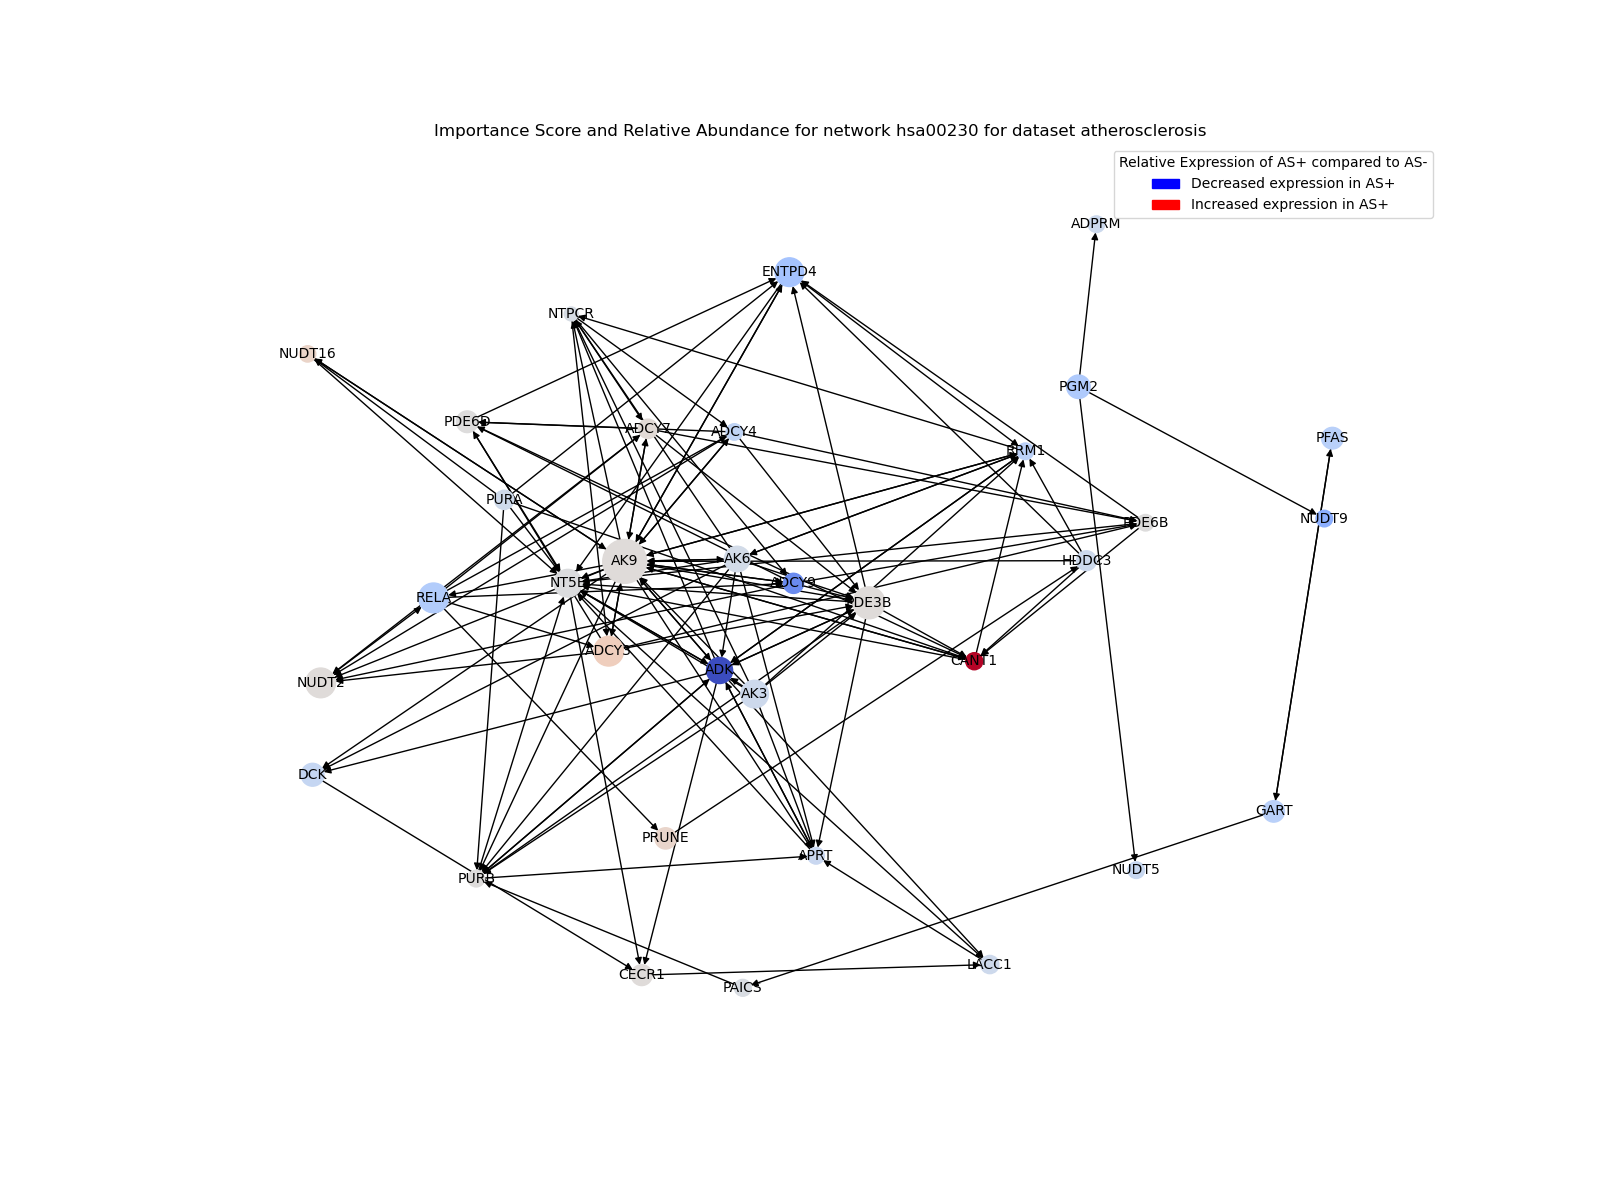 Importance Score and Relative Abundance for network hsa00230 for dataset atherosclerosis
Relative Expression of AS+ compared to AS-
Decreased expression in AS+
Increased expression in AS+
ADPRM
ENTPD4
NTPCR
NUDT16
PGM2
PDE6D
ADCY7
ADCY4
PFAS
RRM1
PURA
NUDT9
PDE6B
AK9
AK6
HDDC3
NT5E
ADCY9
RELA
PDE3B
ADCY3
CANT1
ADK
NUDT2
AK3
DCK
GART
PRUNE
APRT
NUDT5
PURB
LACC1
CECR1
PAICS